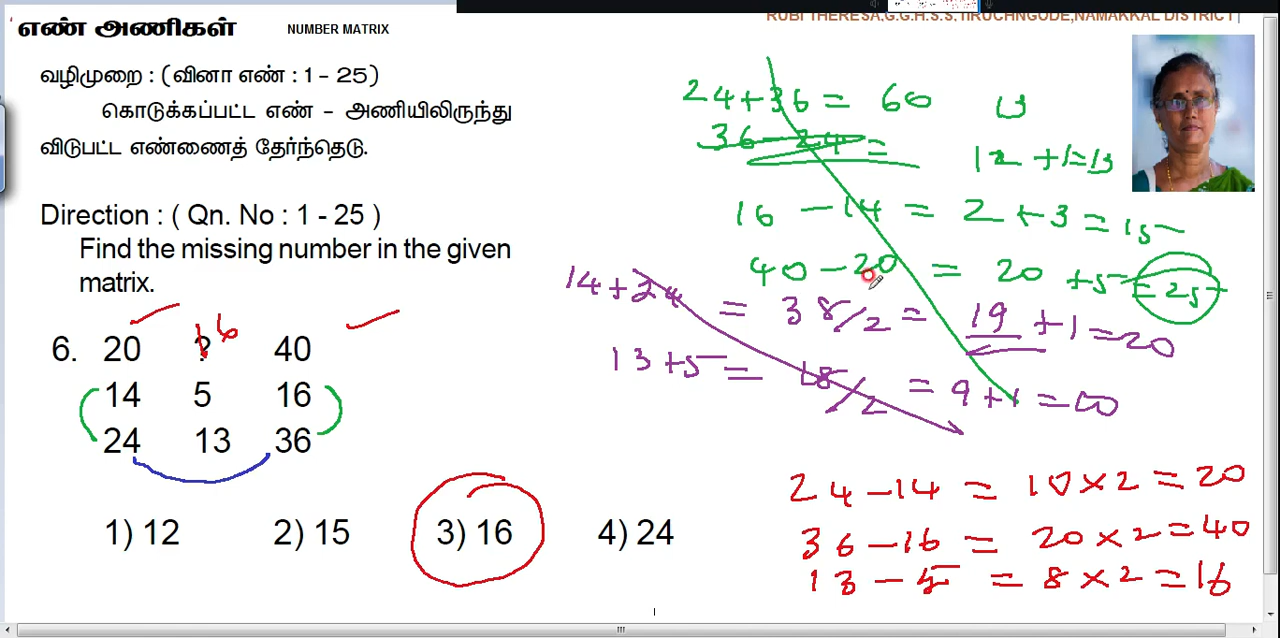 RUBI THERESA,G.G.H.S.S,TIRUCHNGODE,NAMAKKAL DISTRICT
எண் அணிகள் NUMBER MATRIX
வழிமுறை : (வினா எண் : 1 - 25)
கொடுக்கப்பட்ட எண் - அணியிலிருந்து
விடுபட்ட எண்ணைத் தேர்ந்தெடு.
Direction : ( Qn. No : 1 - 25 )
Find the missing number in the given
matrix.
6. 20 ? 16 40
14 5 16
24 13 36
1) 12 2) 15 3) 16 4) 24
24+36 = 60
36 - 24 =
12 +1=13
16 - 14 = 2 + 3 = 15
40 - 20 = 20 + 5 = 25
14 + 24 = 38/2 = 19 + 1 = 20
13 + 5 = 18/2 = 9 + 1 = 10
24 - 14 = 10 × 2 = 20
36 - 16 = 20 × 2 = 40
13 - 5 = 8 × 2 = 16